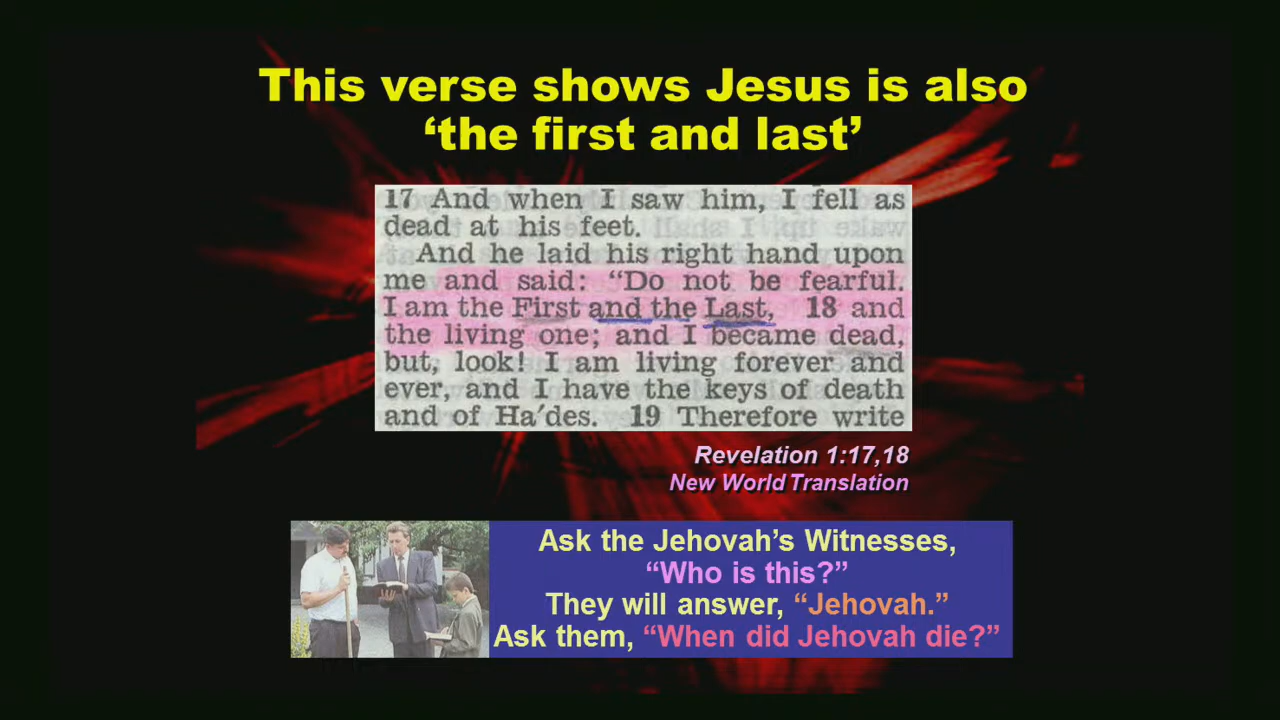 This verse shows Jesus is also
‘the first and last’
17 And when I saw him, I fell as
dead at his feet.
And he laid his right hand upon
me and said: “Do not be fearful.
I am the First and the Last, 18 and
the living one; and I became dead,
but, look! I am living forever and
ever, and I have the keys of death
and of Ha′des. 19 Therefore write
Revelation 1:17,18
New World Translation
Ask the Jehovah’s Witnesses,
“Who is this?”
They will answer, “Jehovah.”
Ask them, “When did Jehovah die?”